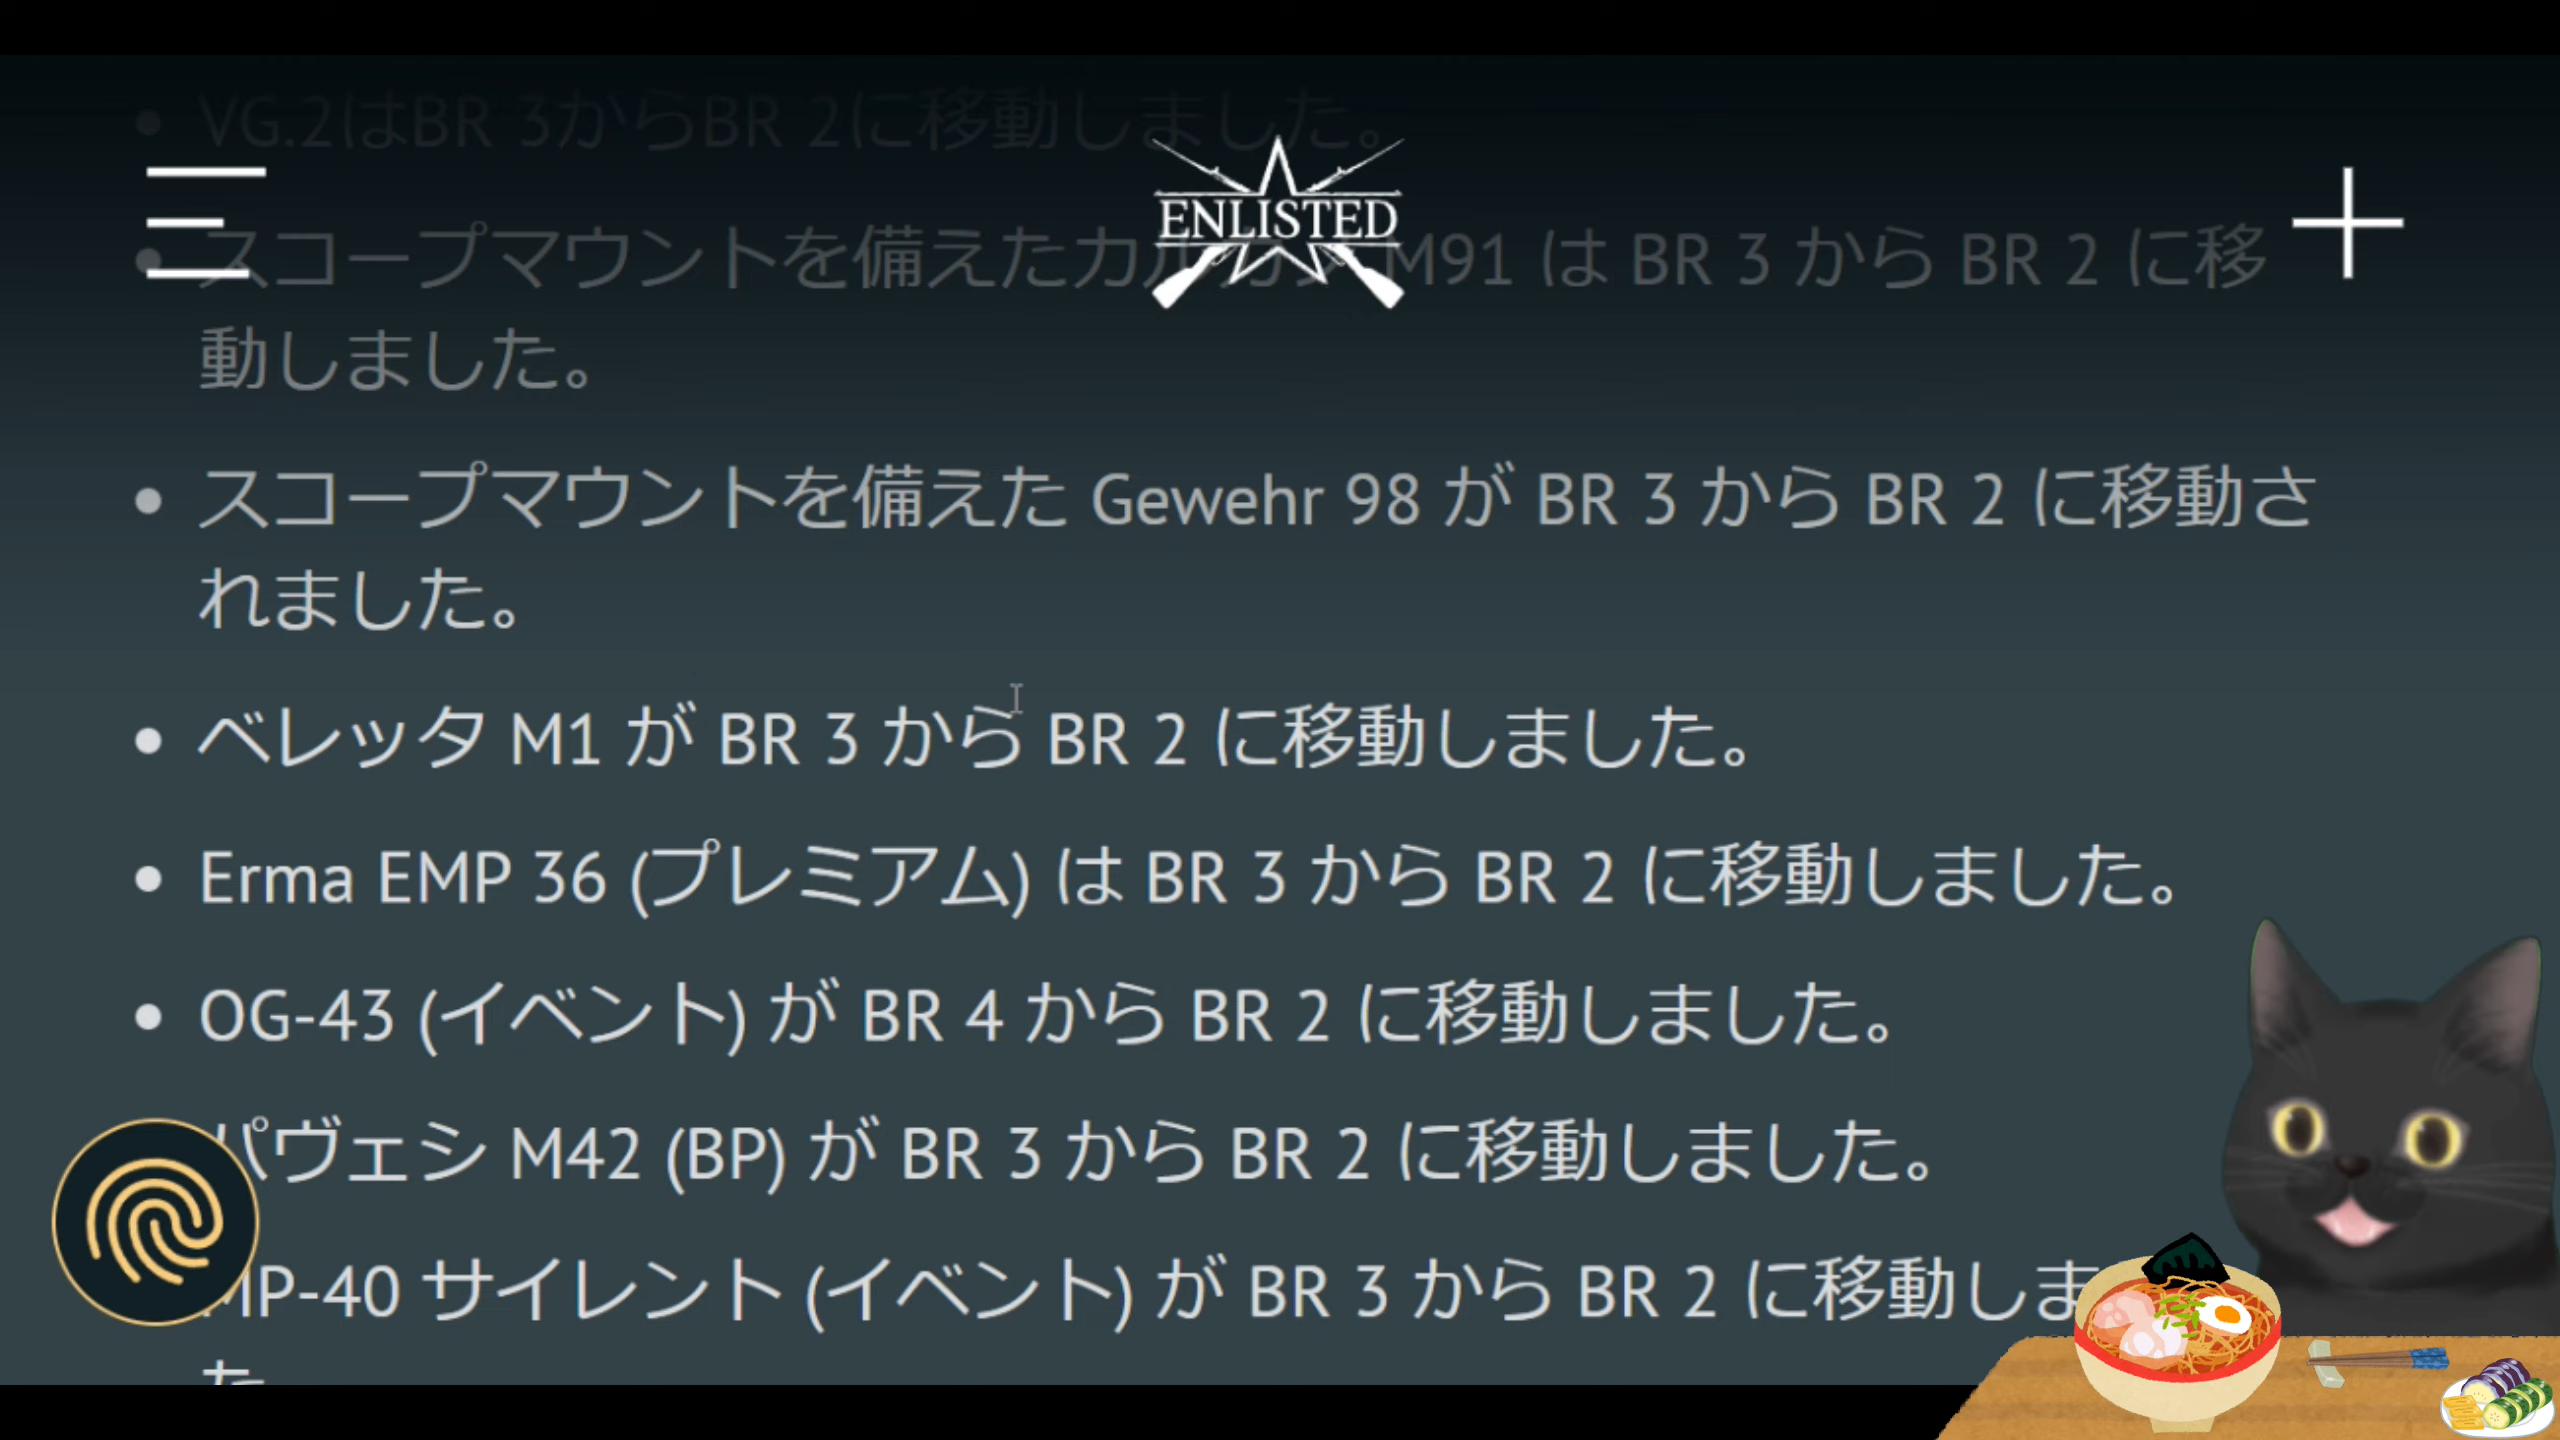 VG.2はBR 3からBR 2に移動しました。
ENLISTED
スコープマウントを備えたカルカノ M91 は BR 3 から BR 2 に移
動しました。
スコープマウントを備えた Gewehr 98 が BR 3 から BR 2 に移動さ
れました。
ベレッタ M1 が BR 3 から BR 2 に移動しました。
Erma EMP 36 (プレミアム) は BR 3 から BR 2 に移動しました。
OG-43 (イベント) が BR 4 から BR 2 に移動しました。
パヴェシ M42 (BP) が BR 3 から BR 2 に移動しました。
MP-40 サイレント (イベント) が BR 3 から BR 2 に移動しま
た